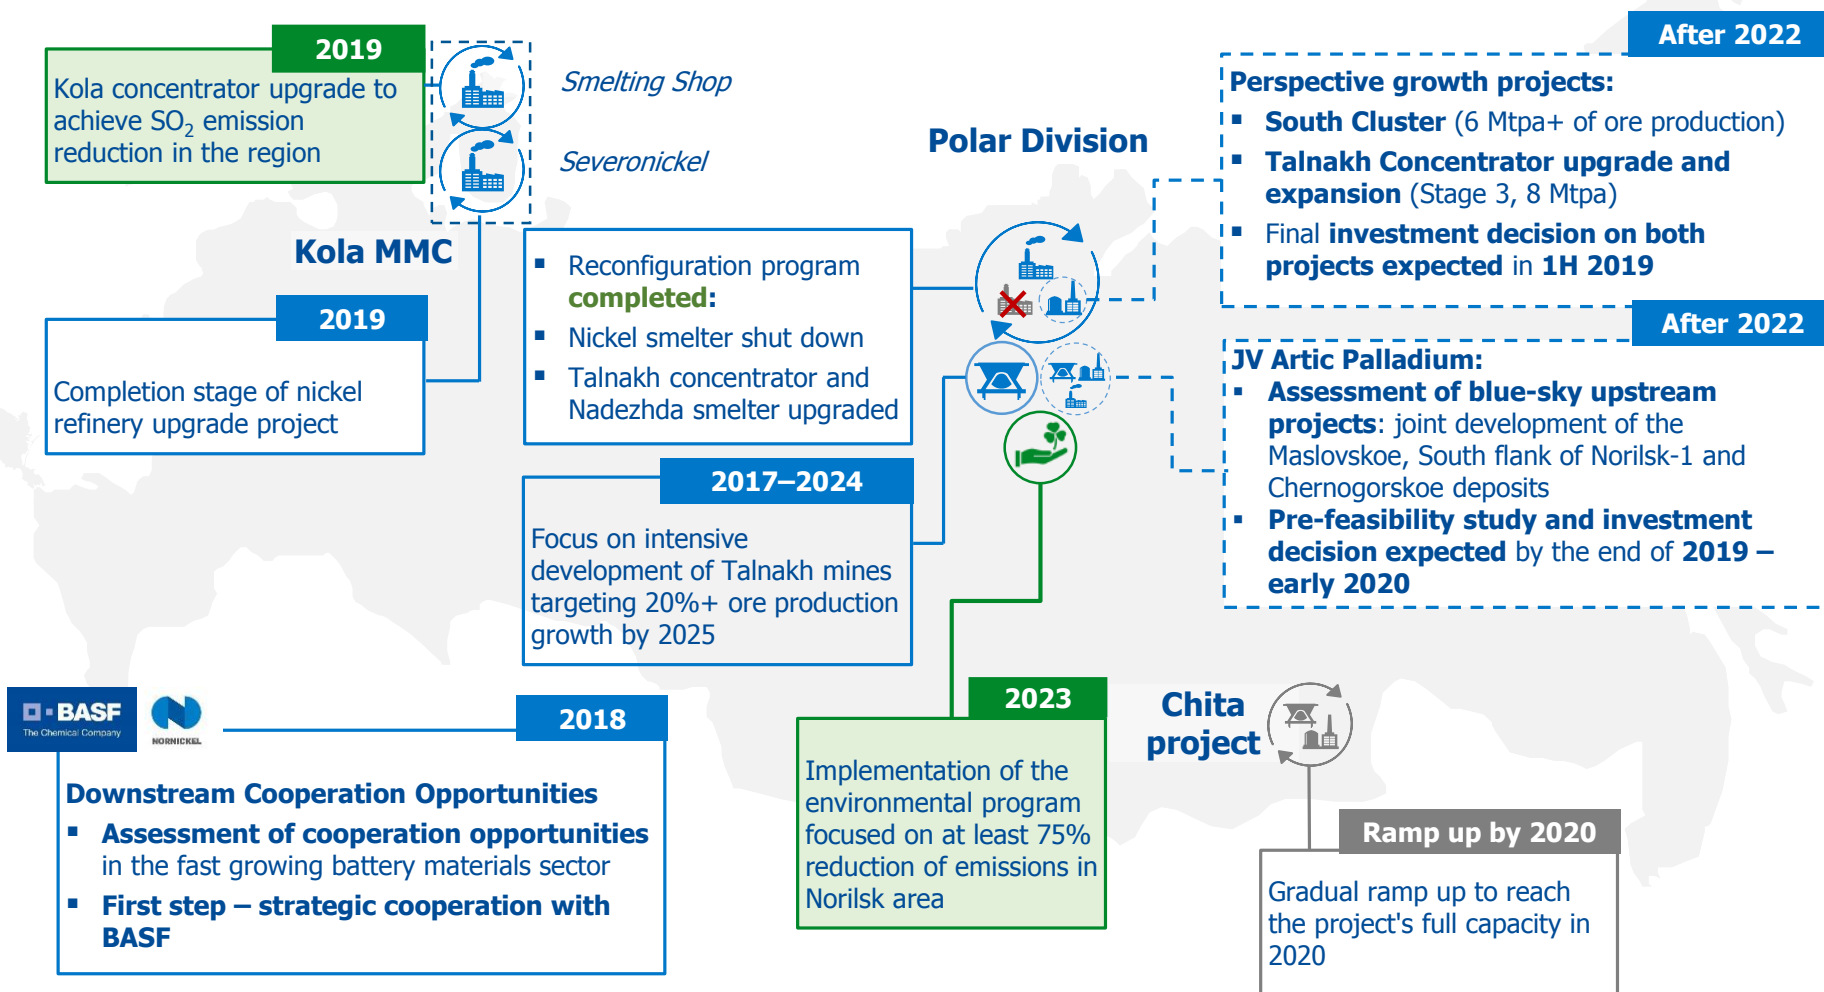 2019
Kola concentrator upgrade to
achieve SO₂ emission
reduction in the region
Smelting Shop
Severonickel
Kola MMC
2019
Completion stage of nickel
refinery upgrade project
Polar Division
▪ Reconfiguration program
completed:
▪ Nickel smelter shut down
▪ Talnakh concentrator and
Nadezhda smelter upgraded
2017–2024
Focus on intensive
development of Talnakh mines
targeting 20%+ ore production
growth by 2025
After 2022
Perspective growth projects:
▪ South Cluster (6 Mtpa+ of ore production)
▪ Talnakh Concentrator upgrade and
expansion (Stage 3, 8 Mtpa)
▪ Final investment decision on both
projects expected in 1H 2019
After 2022
JV Artic Palladium:
▪ Assessment of blue-sky upstream
projects: joint development of the
Maslovskoe, South flank of Norilsk-1 and
Chernogorskoe deposits
▪ Pre-feasibility study and investment
decision expected by the end of 2019 –
early 2020
BASF
The Chemical Company
NORNICKEL
2018
Downstream Cooperation Opportunities
▪ Assessment of cooperation opportunities
in the fast growing battery materials sector
▪ First step – strategic cooperation with
BASF
2023
Implementation of the
environmental program
focused on at least 75%
reduction of emissions in
Norilsk area
Chita
project
Ramp up by 2020
Gradual ramp up to reach
the project's full capacity in
2020